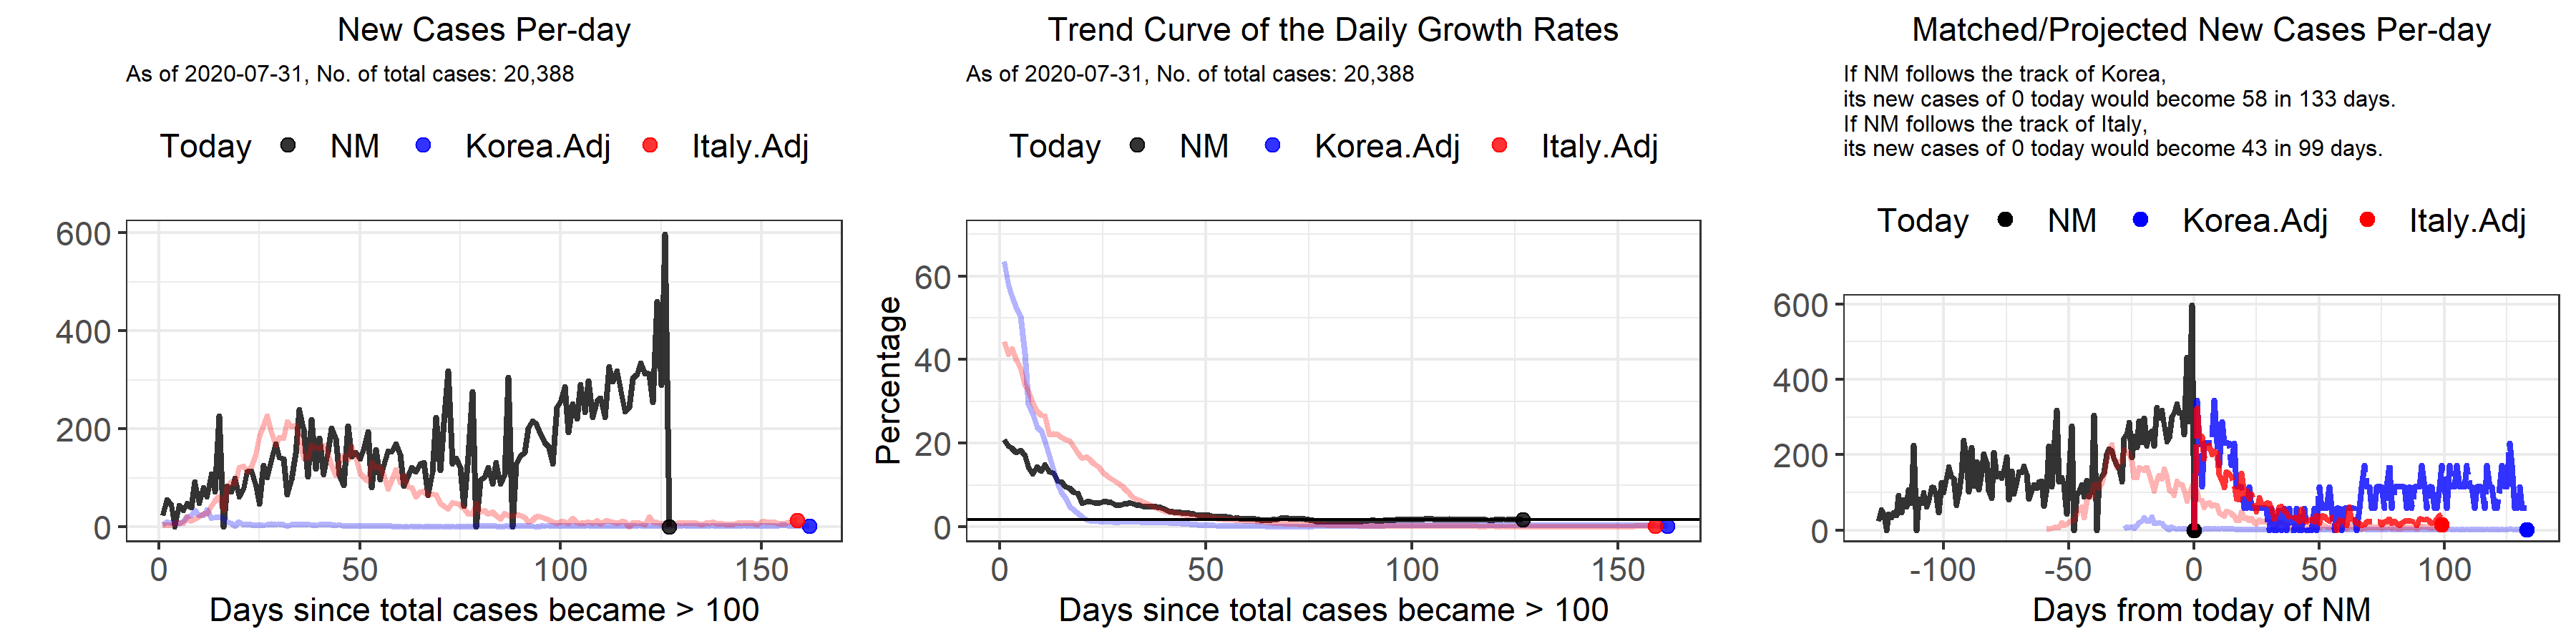 New Cases Per-day
As of 2020-07-31, No. of total cases: 20,388
Today NM Korea.Adj Italy.Adj
600
400
200
0
0 50 100 150
Days since total cases became > 100
Trend Curve of the Daily Growth Rates
As of 2020-07-31, No. of total cases: 20,388
Today NM Korea.Adj Italy.Adj
Percentage
60
40
20
0
0 50 100 150
Days since total cases became > 100
Matched/Projected New Cases Per-day
If NM follows the track of Korea,
its new cases of 0 today would become 58 in 133 days.
If NM follows the track of Italy,
its new cases of 0 today would become 43 in 99 days.
Today NM Korea.Adj Italy.Adj
600
400
200
0
-100 -50 0 50 100
Days from today of NM